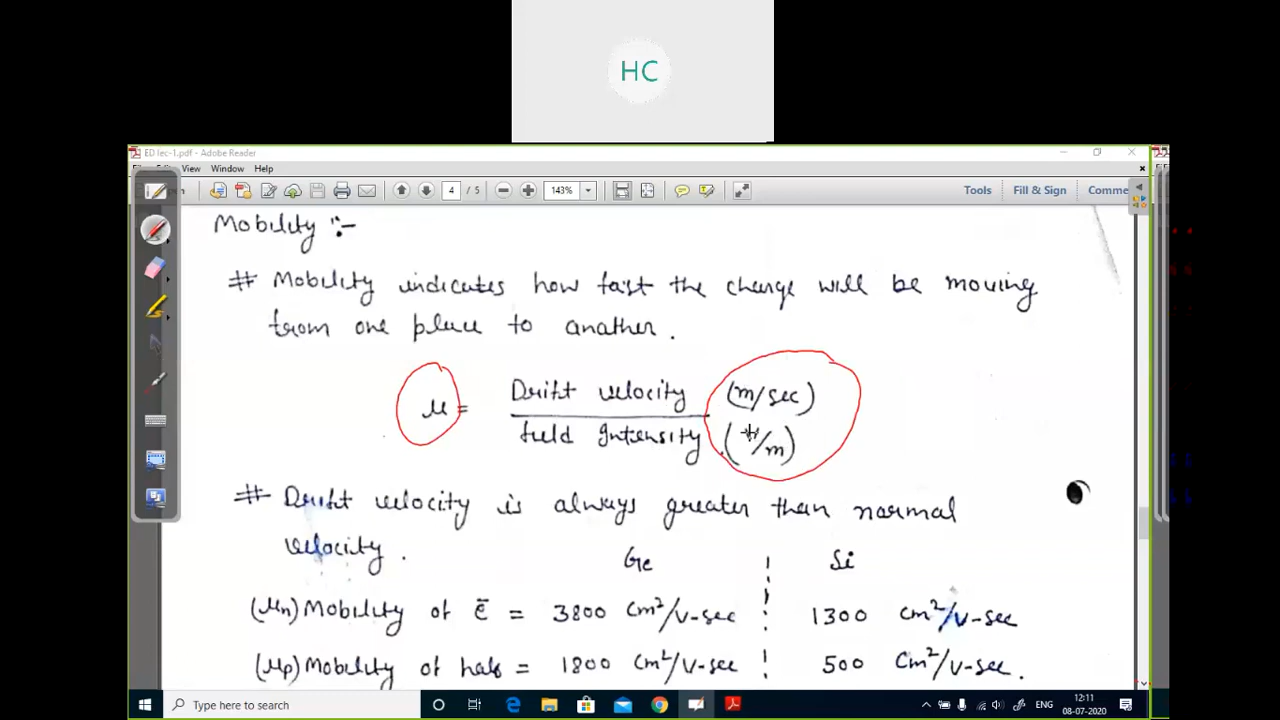 HC
ED lec-1.pdf - Adobe Reader
View Window Help
4 / 5 143% Tools Fill & Sign Comme
Mobility :-
# Mobility indicates how fast the charge will be moving
from one place to another.
μ = Drift velocity (m/sec)
field Intensity (V/m)
# Drift velocity is always greater than normal
velocity.
Ge Si
(μn) Mobility of ē = 3800 cm²/v-sec 1300 cm²/v-sec
(μp) Mobility of hole = 1800 cm²/v-sec 500 cm²/v-sec.
Type here to search ENG 12:11
08-07-2020